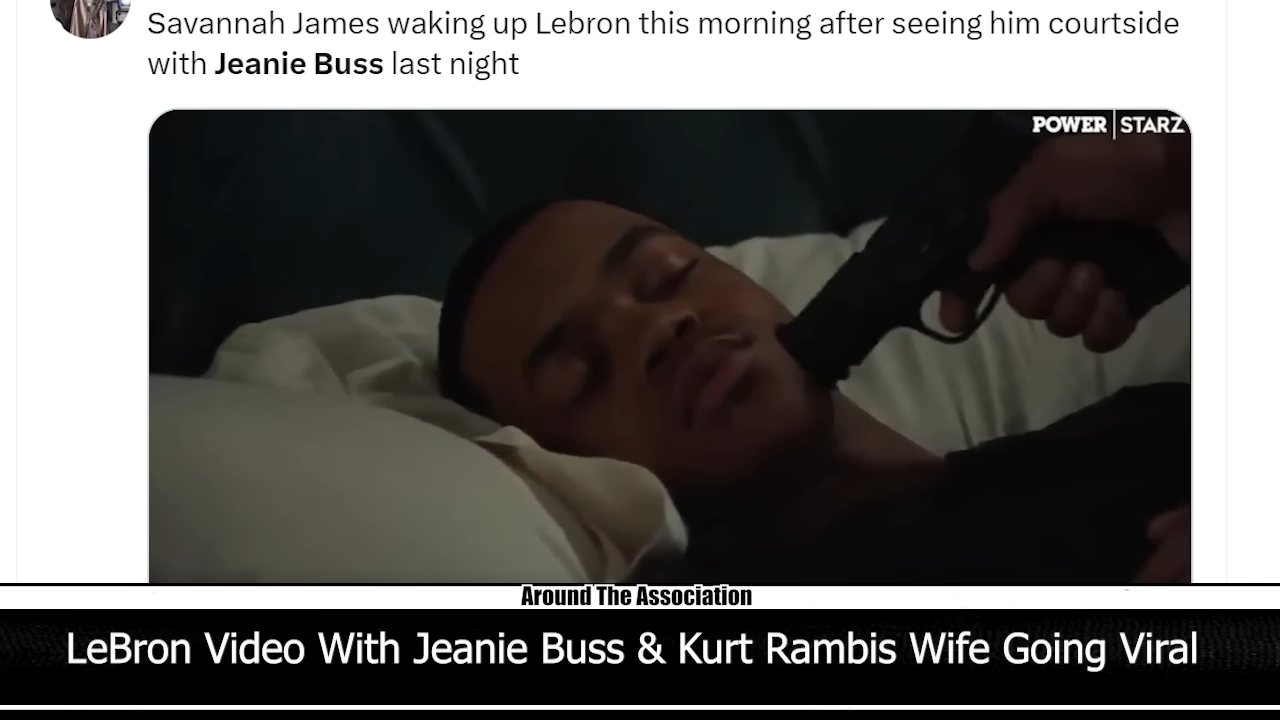 Savannah James waking up Lebron this morning after seeing him courtside
with Jeanie Buss last night
POWER STARZ
Around The Association
LeBron Video With Jeanie Buss & Kurt Rambis Wife Going Viral